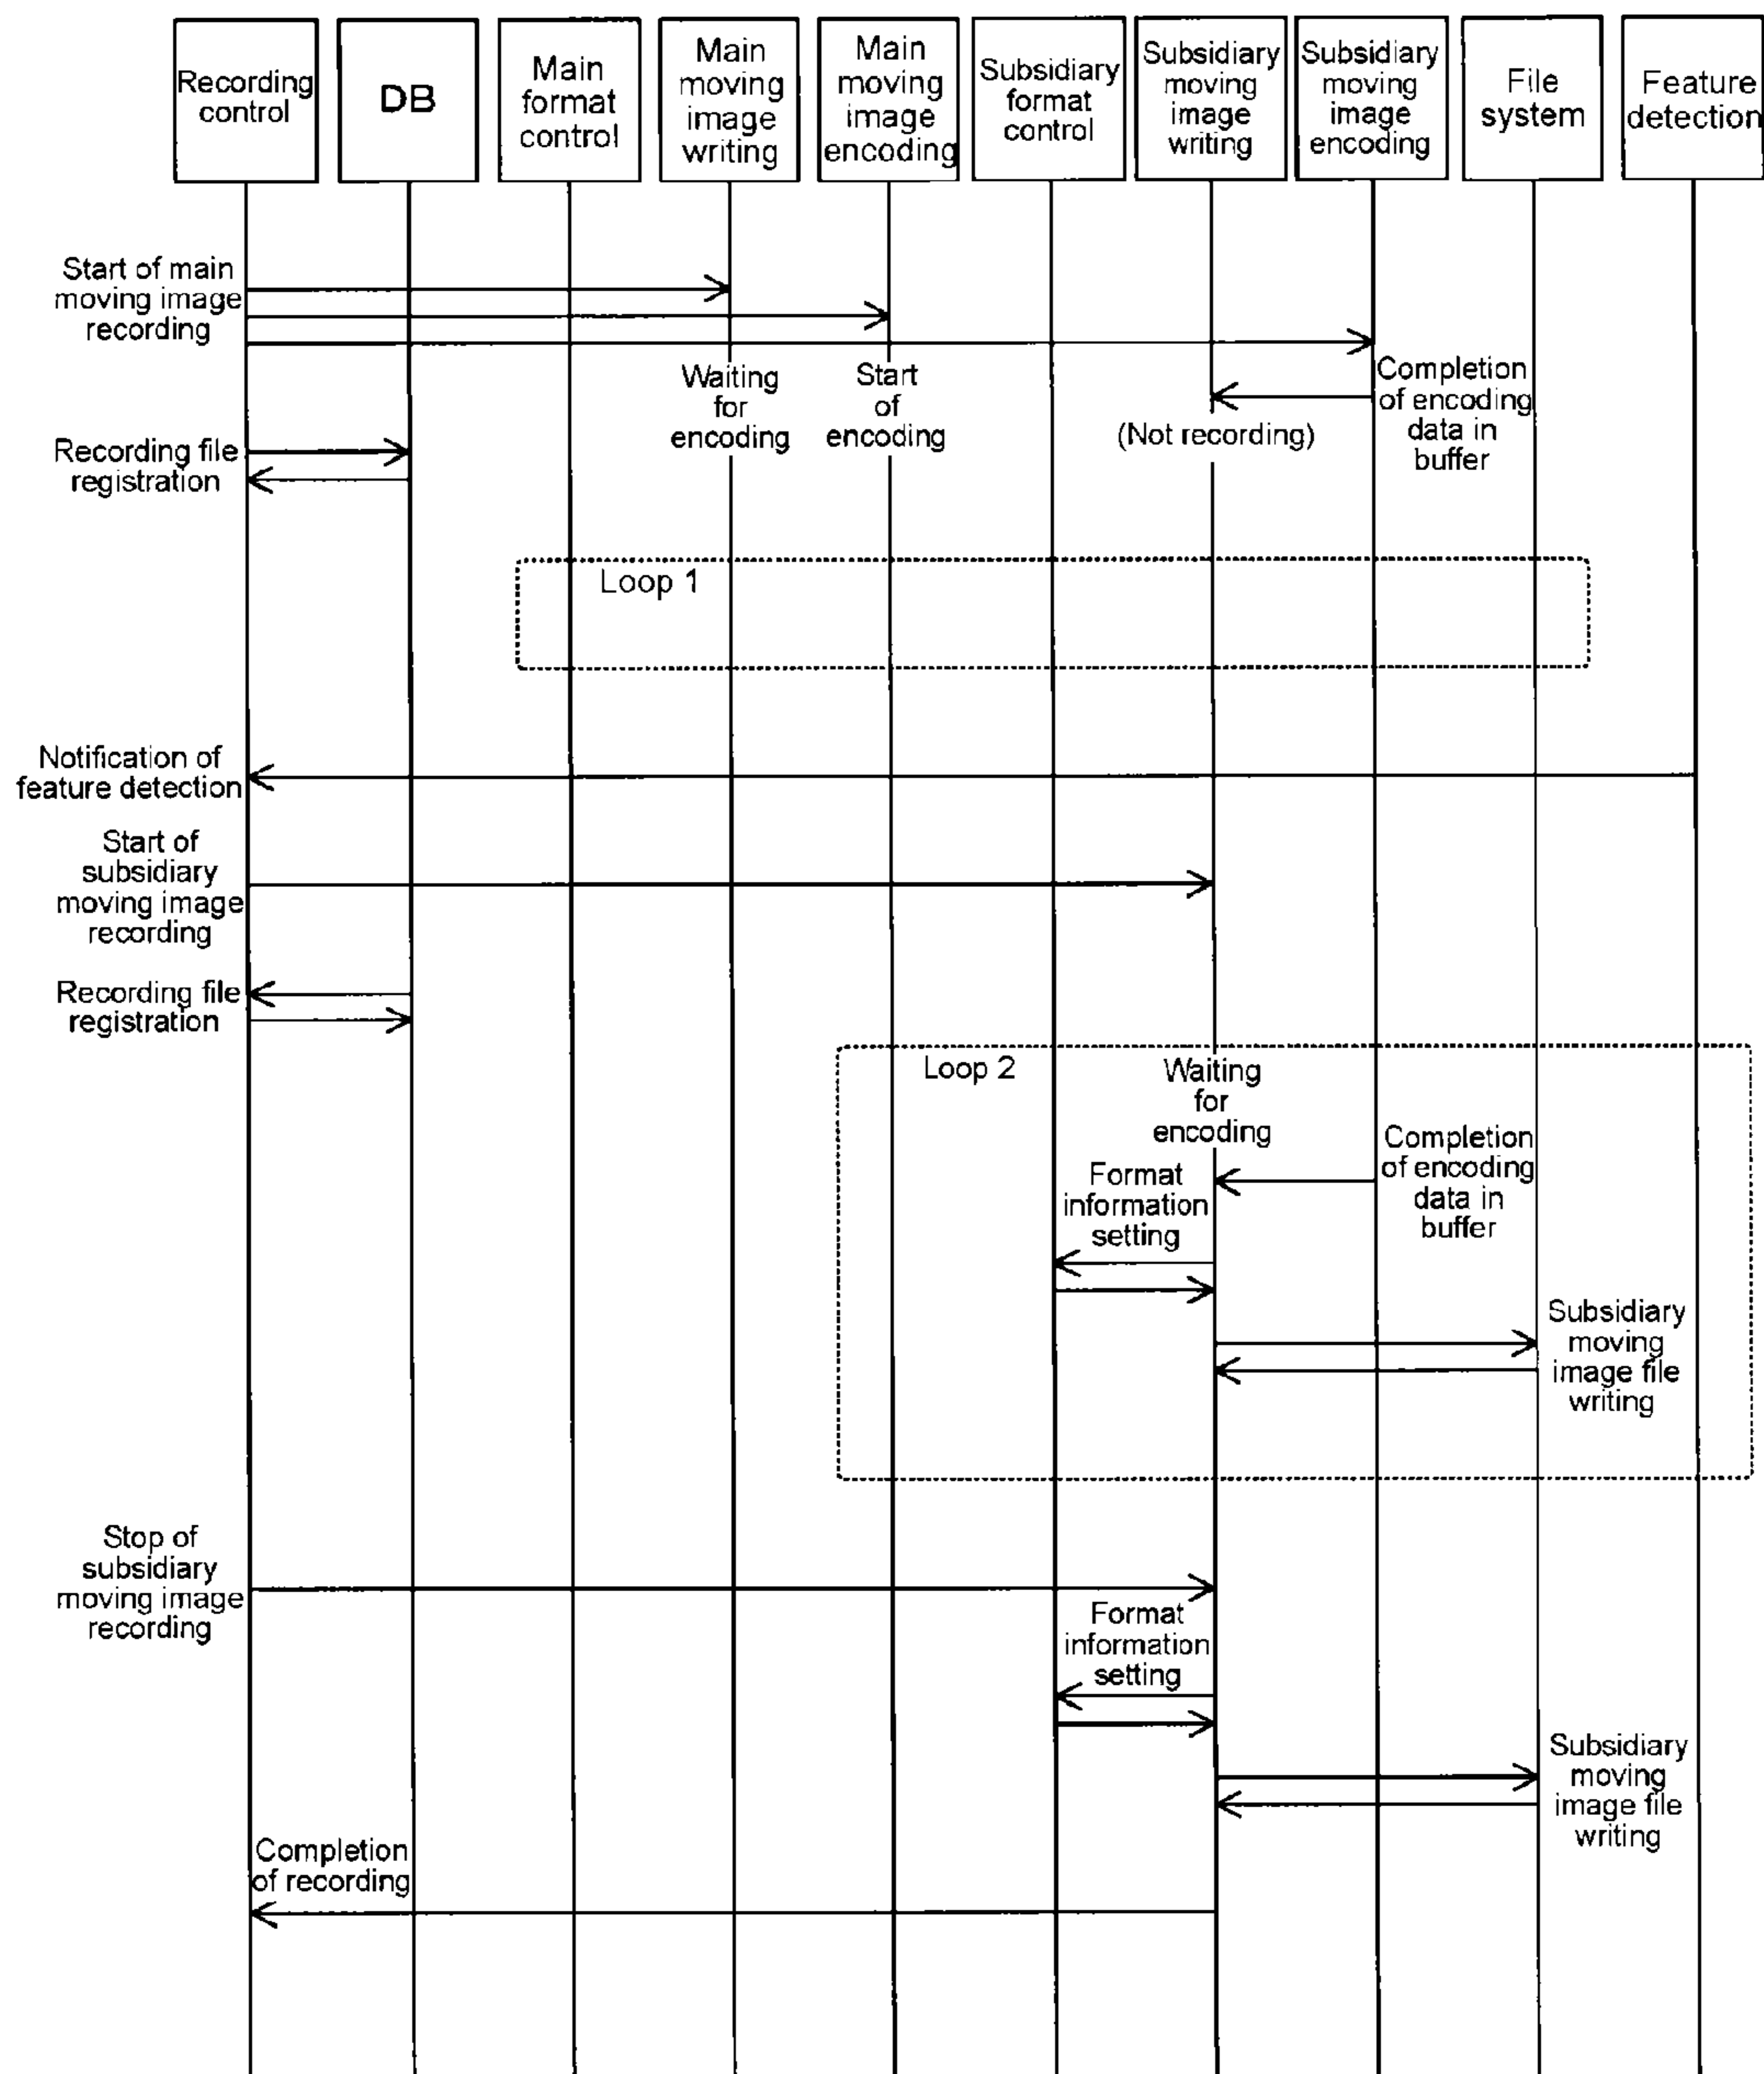 Recording
control
DB
Main
format
control
Main
moving
image
writing
Main
moving
image
encoding
Subsidiary
format
control
Subsidiary
moving
image
writing
Subsidiary
moving
image
encoding
File
system
Feature
detection
Start of main
moving image
recording
Waiting
for
encoding
Start
of
encoding
Completion
of encoding
data in
buffer
(Not recording)
Recording file
registration
Loop 1
Notification of
feature detection
Start of
subsidiary
moving image
recording
Recording file
registration
Loop 2
Waiting
for
encoding
Completion
of encoding
data in
buffer
Format
information
setting
Subsidiary
moving
image file
writing
Stop of
subsidiary
moving image
recording
Format
information
setting
Subsidiary
moving
image file
writing
Completion
of recording